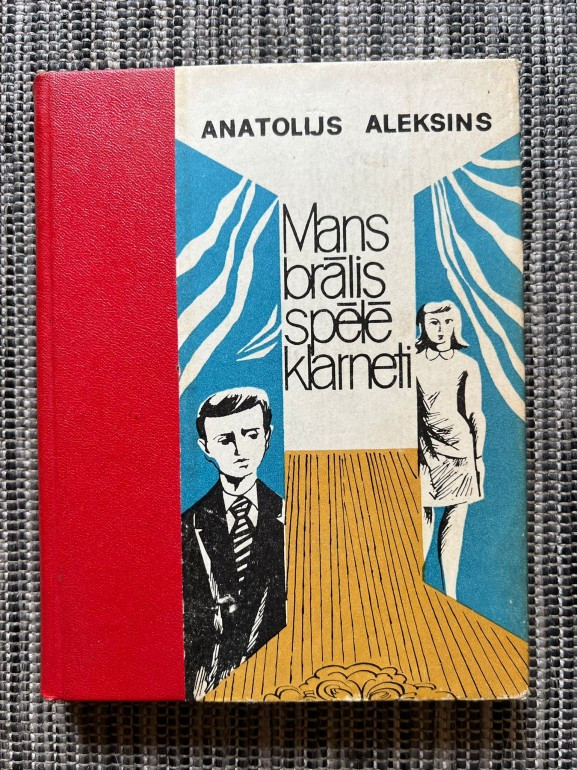 ANATOLIJS ALEKSINS
Mans
brālis
spēlē
klarneti